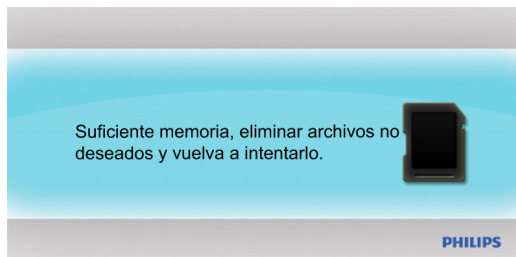 Suficiente memoria, eliminar archivos no
deseados y vuelva a intentarlo.
PHILIPS